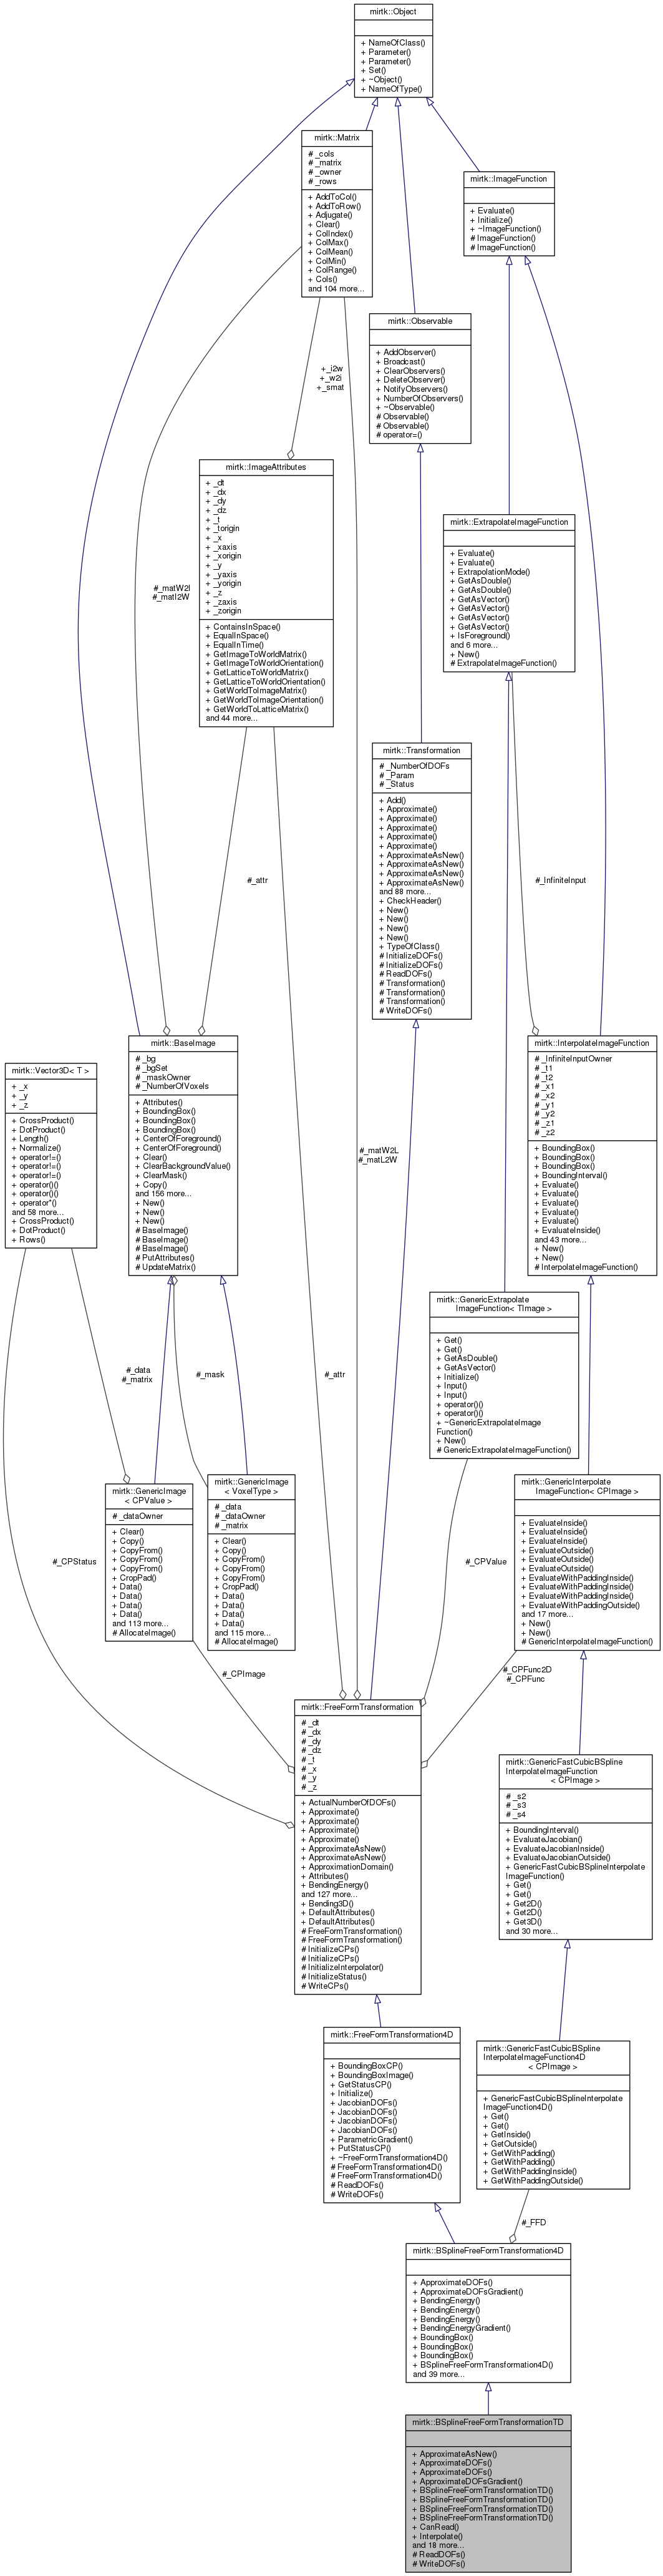 mirtk::Object
+ NameOfClass()
+ Parameter()
+ Parameter()
+ Set()
+ ~Object()
+ NameOfType()
mirtk::Matrix
# _cols
# _matrix
# _owner
# _rows
+ AddToCol()
+ AddToRow()
+ Adjugate()
+ Clear()
+ ColIndex()
+ ColMax()
+ ColMean()
+ ColMin()
+ ColRange()
+ Cols()
and 104 more...
mirtk::ImageFunction
+ Evaluate()
+ Initialize()
+ ~ImageFunction()
# ImageFunction()
# ImageFunction()
mirtk::Observable
+ AddObserver()
+ Broadcast()
+ ClearObservers()
+ DeleteObserver()
+ NotifyObservers()
+ NumberOfObservers()
+ ~Observable()
# Observable()
# Observable()
# operator=()
+_i2w
+_w2i
+_smat
mirtk::ImageAttributes
+ _dt
+ _dx
+ _dy
+ _dz
+ _t
+ _torigin
+ _x
+ _xaxis
+ _xorigin
+ _y
+ _yaxis
+ _yorigin
+ _z
+ _zaxis
+ _zorigin
+ ContainsInSpace()
+ EqualInSpace()
+ EqualInTime()
+ GetImageToWorldMatrix()
+ GetImageToWorldOrientation()
+ GetLatticeToWorldMatrix()
+ GetLatticeToWorldOrientation()
+ GetWorldToImageMatrix()
+ GetWorldToImageOrientation()
+ GetWorldToLatticeMatrix()
and 44 more...
#_matW2I
#_matI2W
mirtk::ExtrapolateImageFunction
+ Evaluate()
+ Evaluate()
+ ExtrapolationMode()
+ GetAsDouble()
+ GetAsDouble()
+ GetAsVector()
+ GetAsVector()
+ GetAsVector()
+ GetAsVector()
+ IsForeground()
and 6 more...
+ New()
# ExtrapolateImageFunction()
mirtk::Transformation
# _NumberOfDOFs
# _Param
# _Status
+ Add()
+ Approximate()
+ Approximate()
+ Approximate()
+ Approximate()
+ Approximate()
+ ApproximateAsNew()
+ ApproximateAsNew()
+ ApproximateAsNew()
+ ApproximateAsNew()
and 88 more...
+ CheckHeader()
+ New()
+ New()
+ New()
+ New()
+ TypeOfClass()
# InitializeDOFs()
# InitializeDOFs()
# ReadDOFs()
# Transformation()
# Transformation()
# Transformation()
# WriteDOFs()
#_attr
#_InfiniteInput
mirtk::Vector3D< T >
+ _x
+ _y
+ _z
+ CrossProduct()
+ DotProduct()
+ Length()
+ Normalize()
+ operator!=()
+ operator!=()
+ operator!=()
+ operator()()
+ operator()()
+ operator*()
and 58 more...
+ CrossProduct()
+ DotProduct()
+ Rows()
mirtk::BaseImage
# _bg
# _bgSet
# _maskOwner
# _NumberOfVoxels
+ Attributes()
+ BoundingBox()
+ BoundingBox()
+ BoundingBox()
+ CenterOfForeground()
+ CenterOfForeground()
+ Clear()
+ ClearBackgroundValue()
+ ClearMask()
+ Copy()
and 156 more...
+ New()
+ New()
+ New()
# BaseImage()
# BaseImage()
# BaseImage()
# PutAttributes()
# UpdateMatrix()
mirtk::InterpolateImageFunction
# _InfiniteInputOwner
# _t1
# _t2
# _x1
# _x2
# _y1
# _y2
# _z1
# _z2
+ BoundingBox()
+ BoundingBox()
+ BoundingBox()
+ BoundingInterval()
+ Evaluate()
+ Evaluate()
+ Evaluate()
+ Evaluate()
+ Evaluate()
+ EvaluateInside()
and 43 more...
+ New()
+ New()
# InterpolateImageFunction()
#_matW2L
#_matL2W
mirtk::GenericExtrapolate
ImageFunction< TImage >
+ Get()
+ Get()
+ GetAsDouble()
+ GetAsVector()
+ Initialize()
+ Input()
+ Input()
+ operator()()
+ operator()()
+ ~GenericExtrapolateImage
Function()
+ New()
# GenericExtrapolateImageFunction()
#_data
#_matrix
#_mask
#_attr
mirtk::GenericImage
< CPValue >
# _dataOwner
+ Clear()
+ Copy()
+ CopyFrom()
+ CopyFrom()
+ CopyFrom()
+ CropPad()
+ Data()
+ Data()
+ Data()
+ Data()
and 113 more...
# AllocateImage()
mirtk::GenericImage
< VoxelType >
# _data
# _dataOwner
# _matrix
+ Clear()
+ Copy()
+ CopyFrom()
+ CopyFrom()
+ CopyFrom()
+ CropPad()
+ Data()
+ Data()
+ Data()
+ Data()
and 115 more...
# AllocateImage()
mirtk::GenericInterpolate
ImageFunction< CPImage >
+ EvaluateInside()
+ EvaluateInside()
+ EvaluateInside()
+ EvaluateOutside()
+ EvaluateOutside()
+ EvaluateOutside()
+ EvaluateWithPaddingInside()
+ EvaluateWithPaddingInside()
+ EvaluateWithPaddingInside()
+ EvaluateWithPaddingOutside()
and 17 more...
+ New()
+ New()
# GenericInterpolateImageFunction()
#_CPStatus
#_CPValue
#_CPImage
#_CPFunc2D
#_CPFunc
mirtk::FreeFormTransformation
# _dt
# _dx
# _dy
# _dz
# _t
# _x
# _y
# _z
+ ActualNumberOfDOFs()
+ Approximate()
+ Approximate()
+ Approximate()
+ Approximate()
+ ApproximateAsNew()
+ ApproximateAsNew()
+ ApproximationDomain()
+ Attributes()
+ BendingEnergy()
and 127 more...
+ Bending3D()
+ DefaultAttributes()
+ DefaultAttributes()
# FreeFormTransformation()
# FreeFormTransformation()
# InitializeCPs()
# InitializeCPs()
# InitializeInterpolator()
# InitializeStatus()
# WriteCPs()
mirtk::GenericFastCubicBSpline
InterpolateImageFunction
< CPImage >
# _s2
# _s3
# _s4
+ BoundingInterval()
+ EvaluateJacobian()
+ EvaluateJacobianInside()
+ EvaluateJacobianOutside()
+ GenericFastCubicBSplineInterpolate
ImageFunction()
+ Get()
+ Get()
+ Get2D()
+ Get2D()
+ Get3D()
and 30 more...
mirtk::FreeFormTransformation4D
+ BoundingBoxCP()
+ BoundingBoxImage()
+ GetStatusCP()
+ Initialize()
+ JacobianDOFs()
+ JacobianDOFs()
+ JacobianDOFs()
+ JacobianDOFs()
+ ParametricGradient()
+ PutStatusCP()
+ ~FreeFormTransformation4D()
# FreeFormTransformation4D()
# FreeFormTransformation4D()
# ReadDOFs()
# WriteDOFs()
mirtk::GenericFastCubicBSpline
InterpolateImageFunction4D
< CPImage >
+ GenericFastCubicBSplineInterpolate
ImageFunction4D()
+ Get()
+ Get()
+ GetInside()
+ GetOutside()
+ GetWithPadding()
+ GetWithPadding()
+ GetWithPaddingInside()
+ GetWithPaddingOutside()
#_FFD
mirtk::BSplineFreeFormTransformation4D
+ ApproximateDOFs()
+ ApproximateDOFsGradient()
+ BendingEnergy()
+ BendingEnergy()
+ BendingEnergy()
+ BendingEnergyGradient()
+ BoundingBox()
+ BoundingBox()
+ BoundingBox()
+ BSplineFreeFormTransformation4D()
and 39 more...
mirtk::BSplineFreeFormTransformationTD
+ ApproximateAsNew()
+ ApproximateDOFs()
+ ApproximateDOFs()
+ ApproximateDOFsGradient()
+ BSplineFreeFormTransformationTD()
+ BSplineFreeFormTransformationTD()
+ BSplineFreeFormTransformationTD()
+ BSplineFreeFormTransformationTD()
+ CanRead()
+ Interpolate()
and 18 more...
# ReadDOFs()
# WriteDOFs()